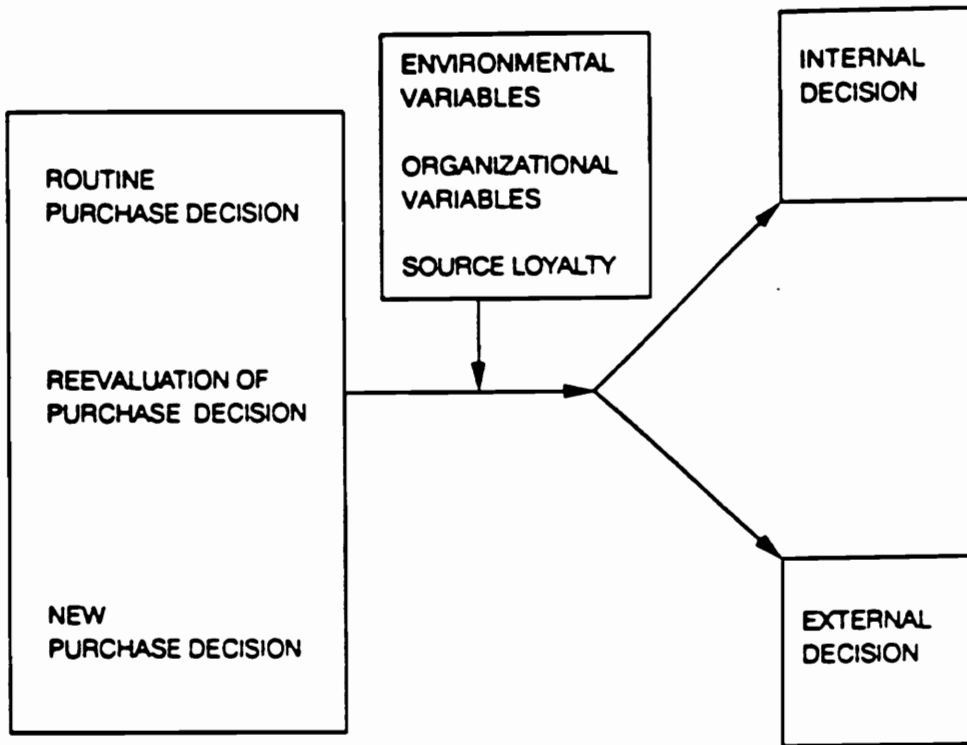 ROUTINE
PURCHASE DECISION
REEVALUATION OF
PURCHASE DECISION
NEW
PURCHASE DECISION
ENVIRONMENTAL
VARIABLES
ORGANIZATIONAL
VARIABLES
SOURCE LOYALTY
INTERNAL
DECISION
EXTERNAL
DECISION